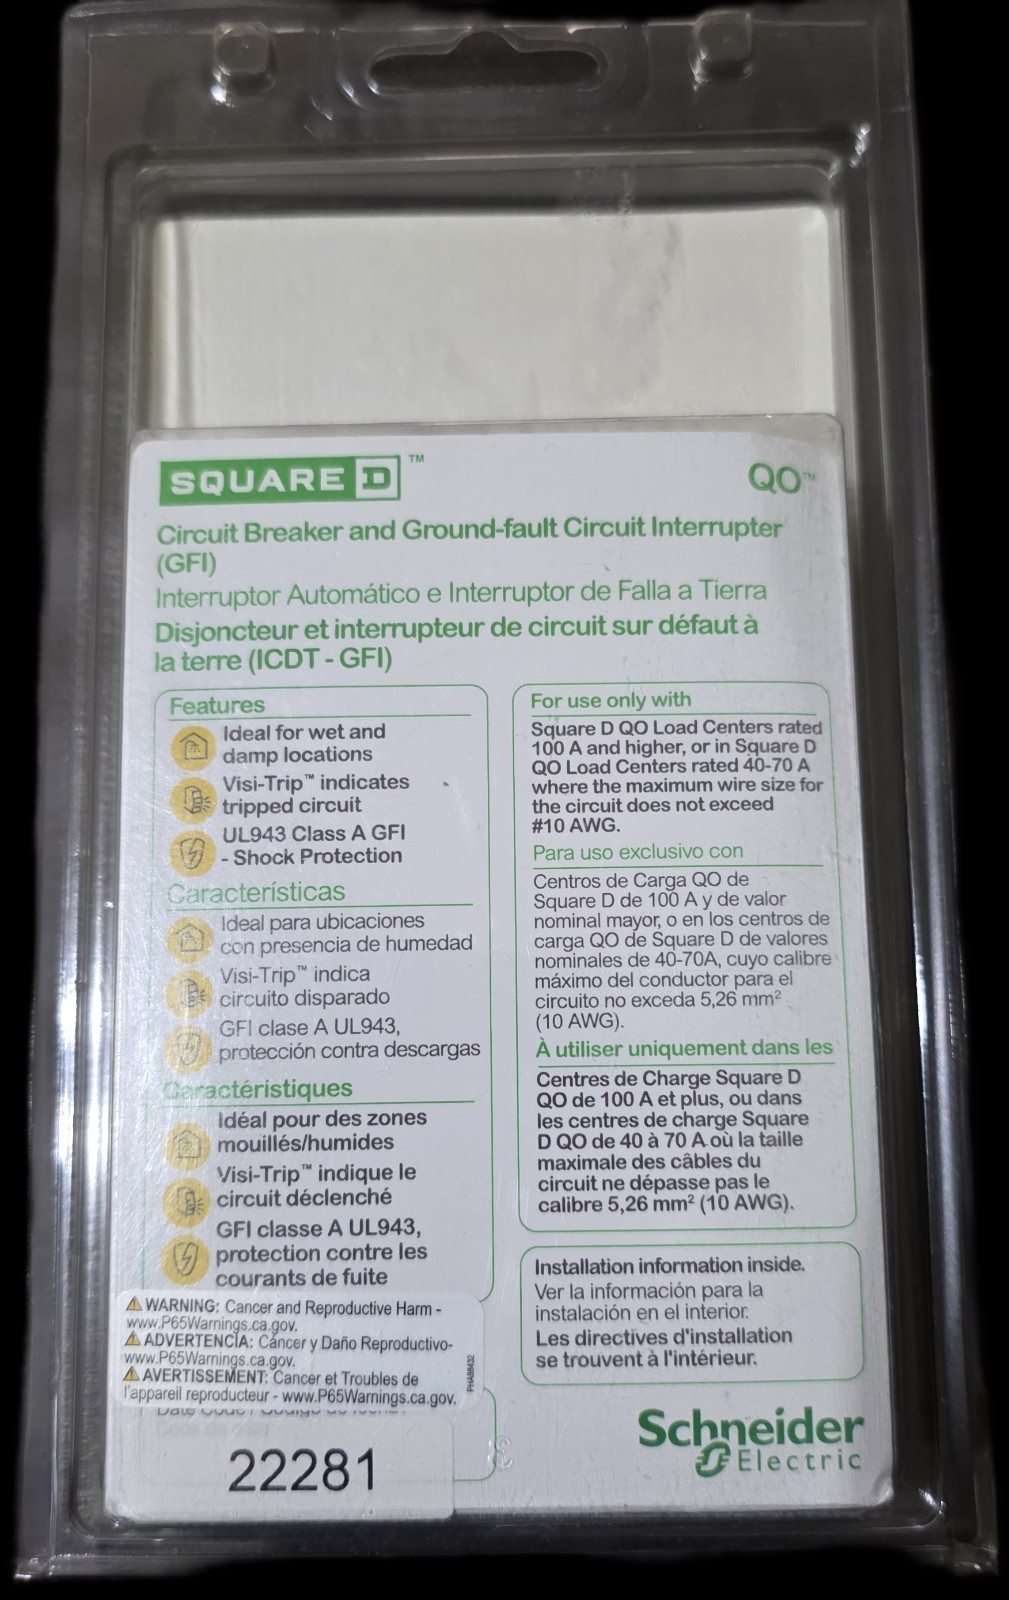 SQUARE D™
QO™
Circuit Breaker and Ground-fault Circuit Interrupter
(GFI)
Interruptor Automático e Interruptor de Falla a Tierra
Disjoncteur et interrupteur de circuit sur défaut à
la terre (ICDT - GFI)
Features
Ideal for wet and
damp locations
Visi-Trip™ indicates
tripped circuit
UL943 Class A GFI
- Shock Protection
Características
Ideal para ubicaciones
con presencia de humedad
Visi-Trip™ indica
circuito disparado
GFI clase A UL943,
protección contra descargas
Caractéristiques
Idéal pour des zones
mouillés/humides
Visi-Trip™ indique le
circuit déclenché
GFI classe A UL943,
protection contre les
courants de fuite
⚠ WARNING: Cancer and Reproductive Harm -
www.P65Warnings.ca.gov.
⚠ ADVERTENCIA: Cáncer y Daño Reproductivo-
www.P65Warnings.ca.gov.
⚠ AVERTISSEMENT: Cancer et Troubles de
l'appareil reproducteur - www.P65Warnings.ca.gov.
Date Code /
22281
For use only with
Square D QO Load Centers rated
100 A and higher, or in Square D
QO Load Centers rated 40-70 A
where the maximum wire size for
the circuit does not exceed
#10 AWG.
Para uso exclusivo con
Centros de Carga QO de
Square D de 100 A y de valor
nominal mayor, o en los centros de
carga QO de Square D de valores
nominales de 40-70A, cuyo calibre
máximo del conductor para el
circuito no exceda 5,26 mm²
(10 AWG).
À utiliser uniquement dans les
Centres de Charge Square D
QO de 100 A et plus, ou dans
les centres de charge Square
D QO de 40 à 70 A où la taille
maximale des câbles du
circuit ne dépasse pas le
calibre 5,26 mm² (10 AWG).
Installation information inside.
Ver la información para la
instalación en el interior.
Les directives d'installation
se trouvent à l'intérieur.
Schneider
Electric